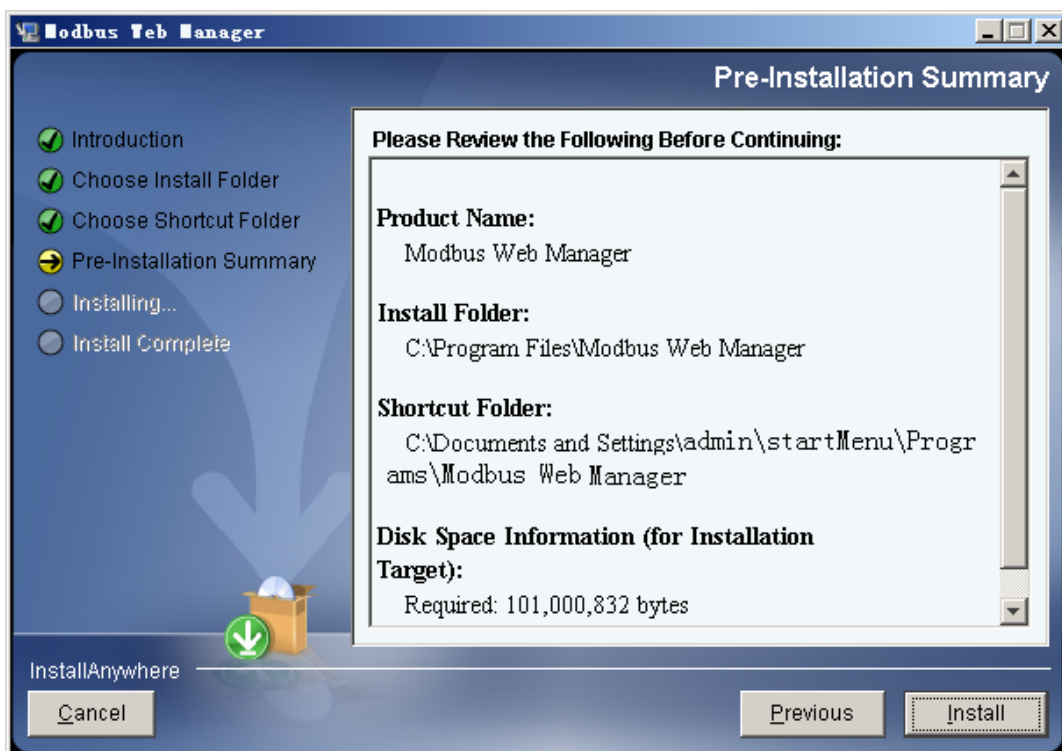 Modbus Web Manager
Pre-Installation Summary
Introduction
Choose Install Folder
Choose Shortcut Folder
Pre-Installation Summary
Installing...
Install Complete
Please Review the Following Before Continuing:
Product Name:
Modbus Web Manager
Install Folder:
C:\Program Files\Modbus Web Manager
Shortcut Folder:
C:\Documents and Settings\admin\startMenu\Progr
ams\Modbus Web Manager
Disk Space Information (for Installation
Target):
Required: 101,000,832 bytes
InstallAnywhere
Cancel
Previous
Install